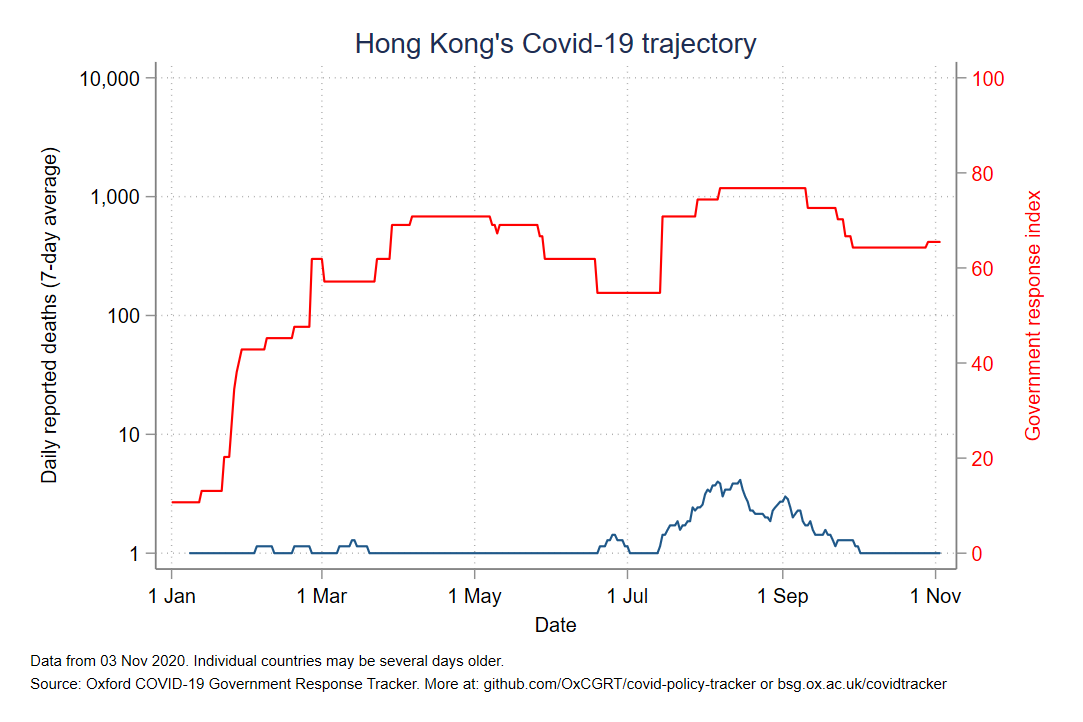 Hong Kong's Covid-19 trajectory
10,000
1,000
100
10
1
Daily reported deaths (7-day average)
100
80
60
40
20
0
Government response index
1 Jan
1 Mar
1 May
1 Jul
1 Sep
1 Nov
Date
Data from 03 Nov 2020. Individual countries may be several days older.
Source: Oxford COVID-19 Government Response Tracker. More at: github.com/OxCGRT/covid-policy-tracker or bsg.ox.ac.uk/covidtracker